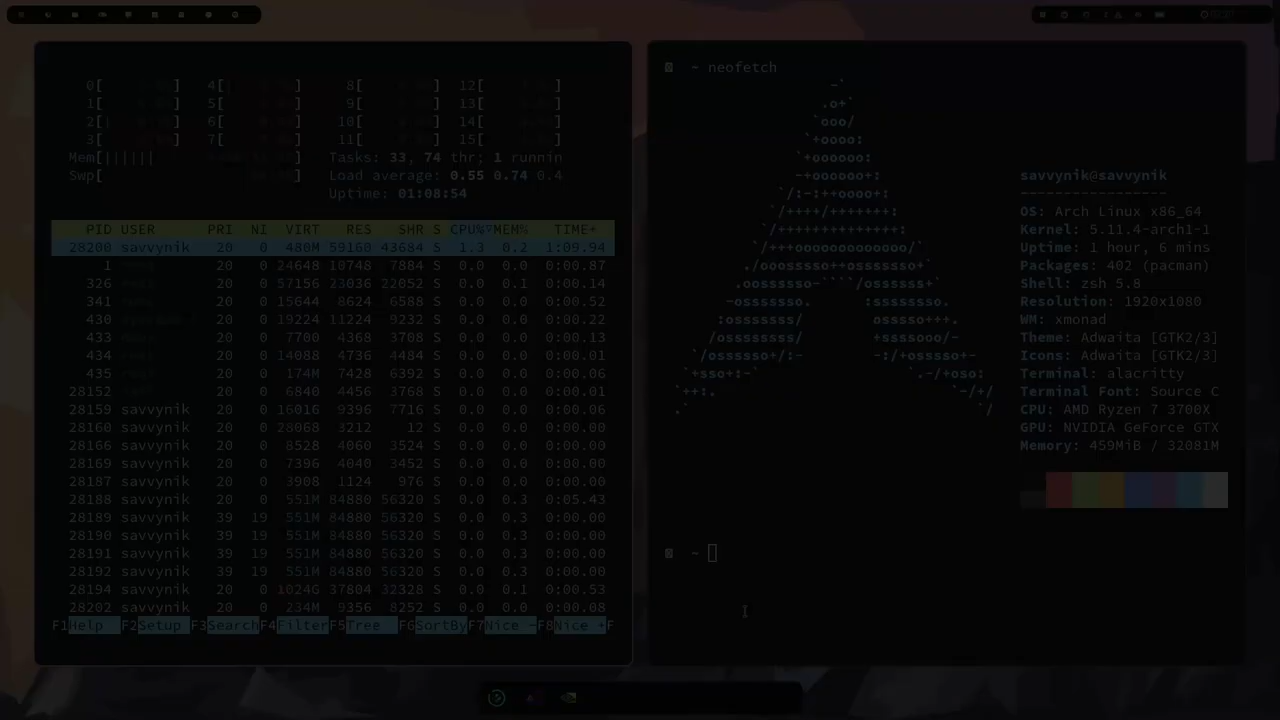 0[ ] 4[ ] 8[ ] 12[ ]
1[ ] 5[ ] 9[ ] 13[ ]
2[ ] 6[ ] 10[ ] 14[ ]
3[ ] 7[ ] 11[ ] 15[ ]
Mem[|||||| ] Tasks: 33, 74 thr; 1 runnin
Swp[ ] Load average: 0.55 0.74 0.4
Uptime: 01:08:54
PID USER PRI NI VIRT RES SHR S CPU%▽MEM% TIME+
28200 savvynik 20 0 480M 59160 43684 S 1.3 0.2 1:09.94
1 20 0 24648 10748 7884 S 0.0 0.0 0:00.87
326 20 0 57156 23036 22052 S 0.0 0.1 0:00.14
341 20 0 15644 8624 6588 S 0.0 0.0 0:00.52
430 20 0 19224 11224 9232 S 0.0 0.0 0:00.22
433 20 0 7700 4368 3708 S 0.0 0.0 0:00.13
434 20 0 14088 4736 4484 S 0.0 0.0 0:00.01
435 20 0 174M 7428 6392 S 0.0 0.0 0:00.06
28152 20 0 6840 4456 3768 S 0.0 0.0 0:00.01
28159 savvynik 20 0 16016 9396 7716 S 0.0 0.0 0:00.06
28160 savvynik 20 0 28068 3212 12 S 0.0 0.0 0:00.00
28166 savvynik 20 0 8528 4060 3524 S 0.0 0.0 0:00.00
28169 savvynik 20 0 7396 4040 3452 S 0.0 0.0 0:00.00
28187 savvynik 20 0 3908 1124 976 S 0.0 0.0 0:00.00
28188 savvynik 20 0 551M 84880 56320 S 0.0 0.3 0:05.43
28189 savvynik 39 19 551M 84880 56320 S 0.0 0.3 0:00.00
28190 savvynik 39 19 551M 84880 56320 S 0.0 0.3 0:00.00
28191 savvynik 39 19 551M 84880 56320 S 0.0 0.3 0:00.00
28192 savvynik 39 19 551M 84880 56320 S 0.0 0.3 0:00.00
28194 savvynik 20 0 1024G 37804 32328 S 0.0 0.1 0:00.53
28202 savvynik 20 0 234M 9356 8252 S 0.0 0.0 0:00.08
F1Help F2Setup F3SearchF4FilterF5Tree F6SortByF7Nice -F8Nice +F
~ neofetch
savvynik@savvynik
-----------------
OS: Arch Linux x86_64
Kernel: 5.11.4-arch1-1
Uptime: 1 hour, 6 mins
Packages: 402 (pacman)
Shell: zsh 5.8
Resolution: 1920x1080
WM: xmonad
Theme: Adwaita [GTK2/3]
Icons: Adwaita [GTK2/3]
Terminal: alacritty
Terminal Font: Source C
CPU: AMD Ryzen 7 3700X
GPU: NVIDIA GeForce GTX
Memory: 459MiB / 32081M
~